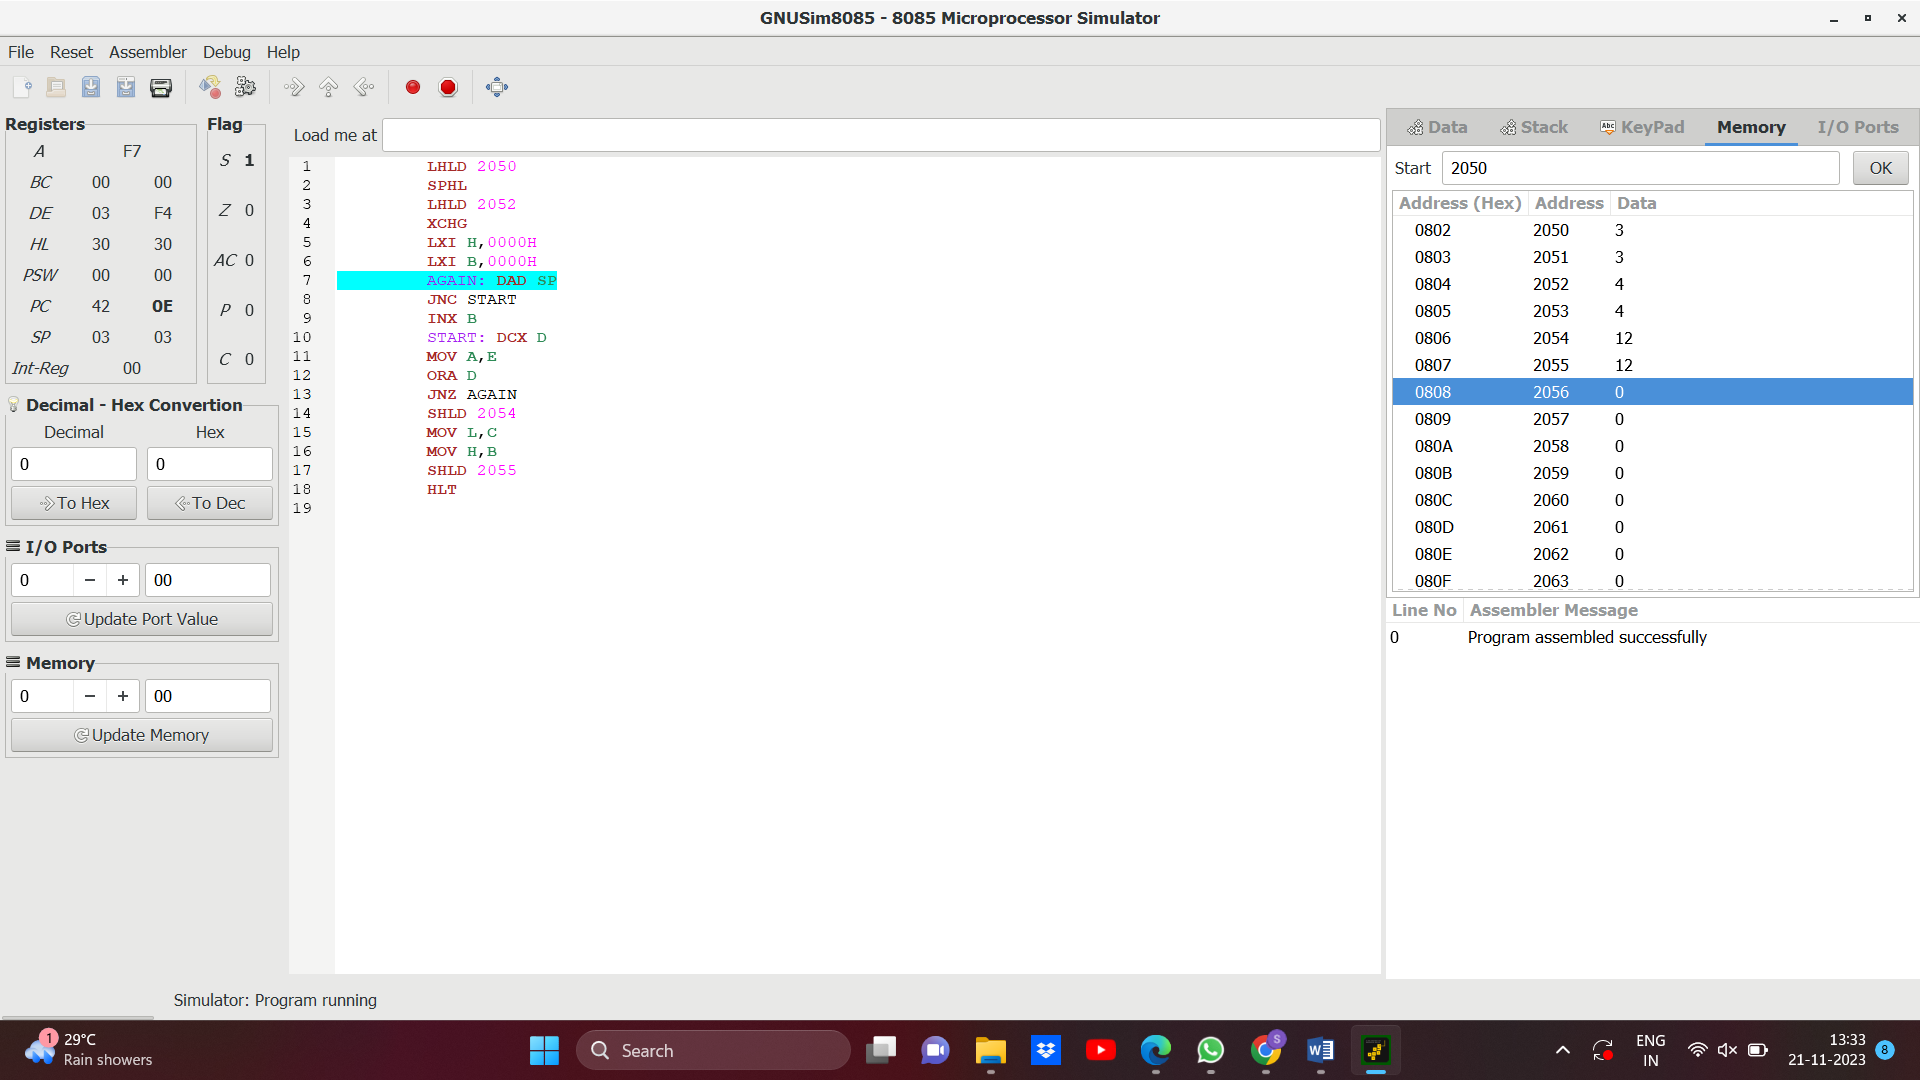 GNUSim8085 - 8085 Microprocessor Simulator
File Reset Assembler Debug Help
Registers
A F7
BC 00 00
DE 03 F4
HL 30 30
PSW 00 00
PC 42 0E
SP 03 03
Int-Reg 00
Flag
S 1
Z 0
AC 0
P 0
C 0
Decimal - Hex Convertion
Decimal Hex
0 0
To Hex To Dec
I/O Ports
0 − + 00
Update Port Value
Memory
0 − + 00
Update Memory
Load me at
1 LHLD 2050
2 SPHL
3 LHLD 2052
4 XCHG
5 LXI H,0000H
6 LXI B,0000H
7 AGAIN: DAD SP
8 JNC START
9 INX B
10 START: DCX D
11 MOV A,E
12 ORA D
13 JNZ AGAIN
14 SHLD 2054
15 MOV L,C
16 MOV H,B
17 SHLD 2055
18 HLT
19
Data Stack Abc KeyPad Memory I/O Ports
Start 2050 OK
Address (Hex) Address Data
0802 2050 3
0803 2051 3
0804 2052 4
0805 2053 4
0806 2054 12
0807 2055 12
0808 2056 0
0809 2057 0
080A 2058 0
080B 2059 0
080C 2060 0
080D 2061 0
080E 2062 0
080F 2063 0
Line No Assembler Message
0 Program assembled successfully
Simulator: Program running
1
29°C
Rain showers
Search
S
ENG
IN
13:33
21-11-2023
8